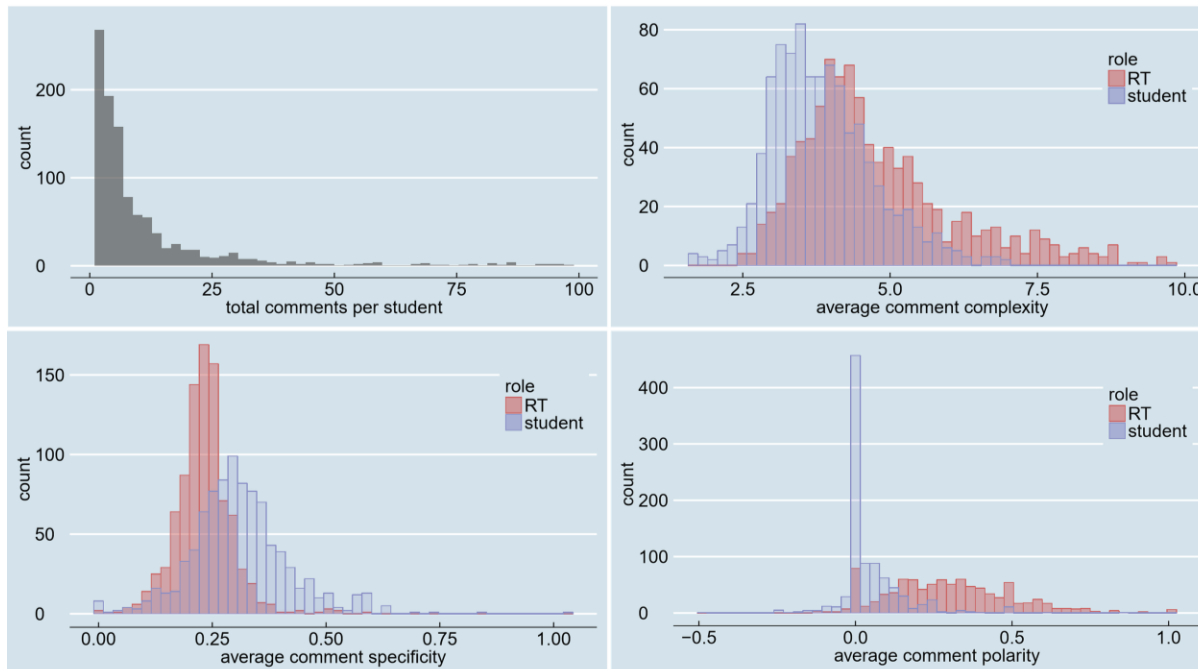 200
100
0
count
0
25
50
75
100
total comments per student
80
60
40
20
0
count
role
RT
student
2.5
5.0
7.5
10.0
average comment complexity
150
100
50
0
count
role
RT
student
0.00
0.25
0.50
0.75
1.00
average comment specificity
400
300
200
100
0
count
role
RT
student
−0.5
0.0
0.5
1.0
average comment polarity